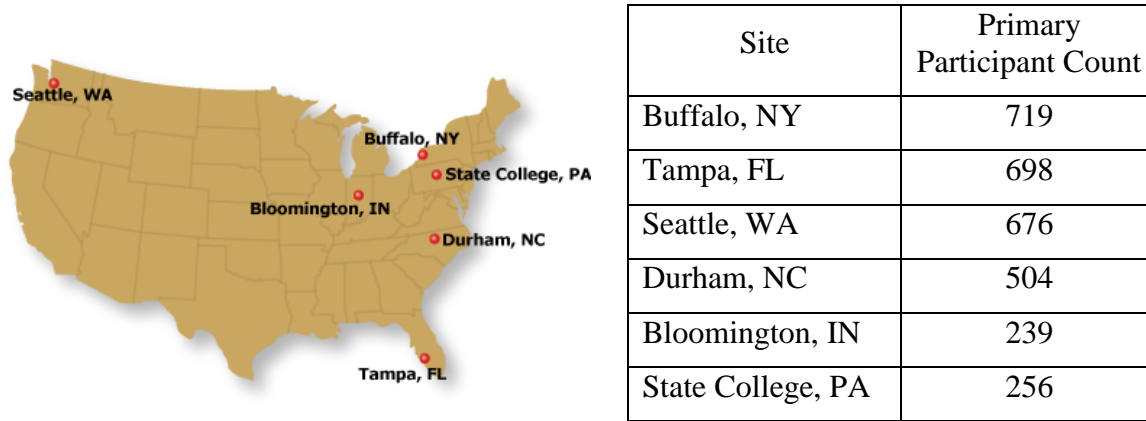 Seattle, WA
Buffalo, NY
State College, PA
Bloomington, IN
Durham, NC
Tampa, FL
Site
Primary
Participant Count
Buffalo, NY 719
Tampa, FL 698
Seattle, WA 676
Durham, NC 504
Bloomington, IN 239
State College, PA 256